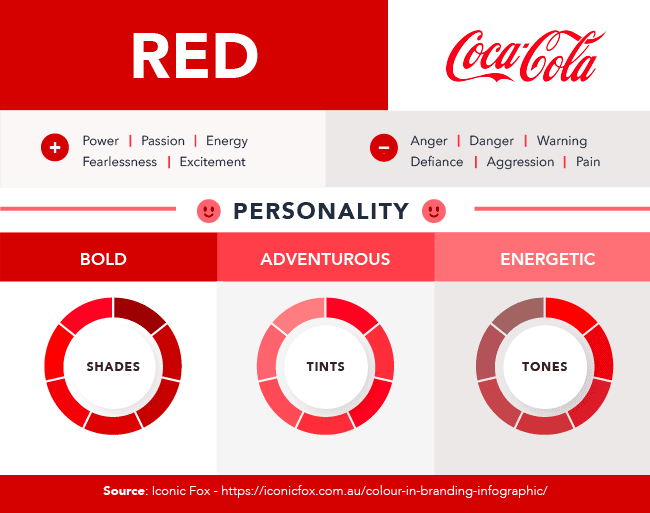 RED
Coca-Cola
+ Power | Passion | Energy
Fearlessness | Excitement
− Anger | Danger | Warning
Defiance | Aggression | Pain
PERSONALITY
BOLD
ADVENTUROUS
ENERGETIC
SHADES
TINTS
TONES
Source: Iconic Fox - https://iconicfox.com.au/colour-in-branding-infographic/